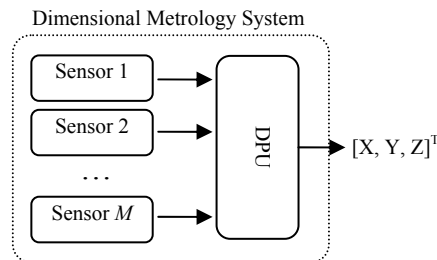 Dimensional Metrology System
Sensor 1
Sensor 2
...
Sensor M
DPU
[X, Y, Z]ᵀ